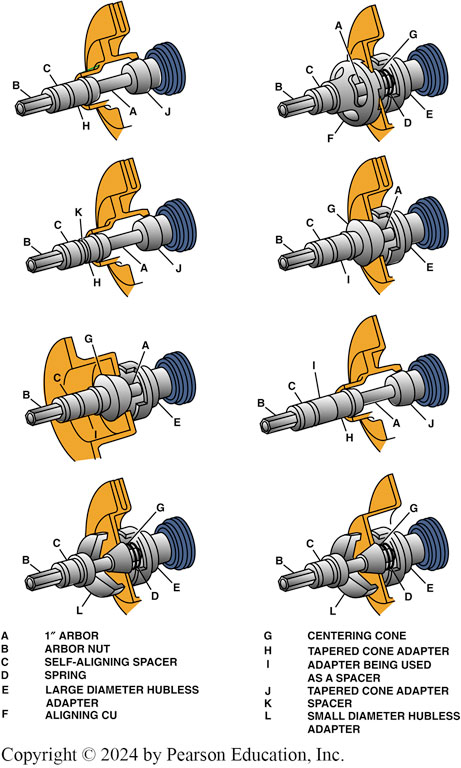 A
G
C
B
H
A
J
C
B
E
D
F
K
C
B
A
H
J
A
G
C
B
E
I
G
A
C
B
E
I
I
C
B
A
J
H
G
C
B
E
D
L
G
C
B
E
D
L
A 1″ ARBOR
B ARBOR NUT
C SELF-ALIGNING SPACER
D SPRING
E LARGE DIAMETER HUBLESS
ADAPTER
F ALIGNING CU
G CENTERING CONE
H TAPERED CONE ADAPTER
I ADAPTER BEING USED
AS A SPACER
J TAPERED CONE ADAPTER
K SPACER
L SMALL DIAMETER HUBLESS
ADAPTER
Copyright © 2024 by Pearson Education, Inc.